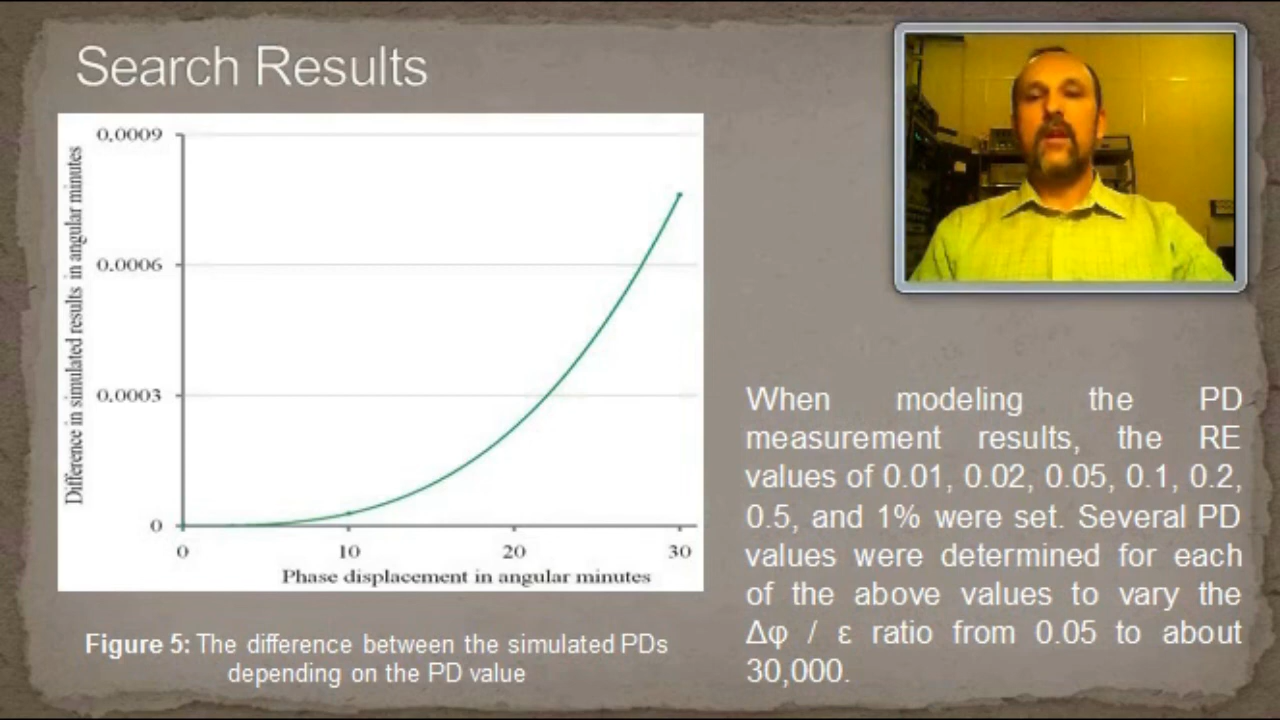 Search Results
0.0009
0.0006
0.0003
0
Difference in simulated results in angular minutes
0 10 20 30
Phase displacement in angular minutes
Figure 5: The difference between the simulated PDs
depending on the PD value
When modeling the PD
measurement results, the RE
values of 0.01, 0.02, 0.05, 0.1, 0.2,
0.5, and 1% were set. Several PD
values were determined for each
of the above values to vary the
Δφ / ε ratio from 0.05 to about
30,000.